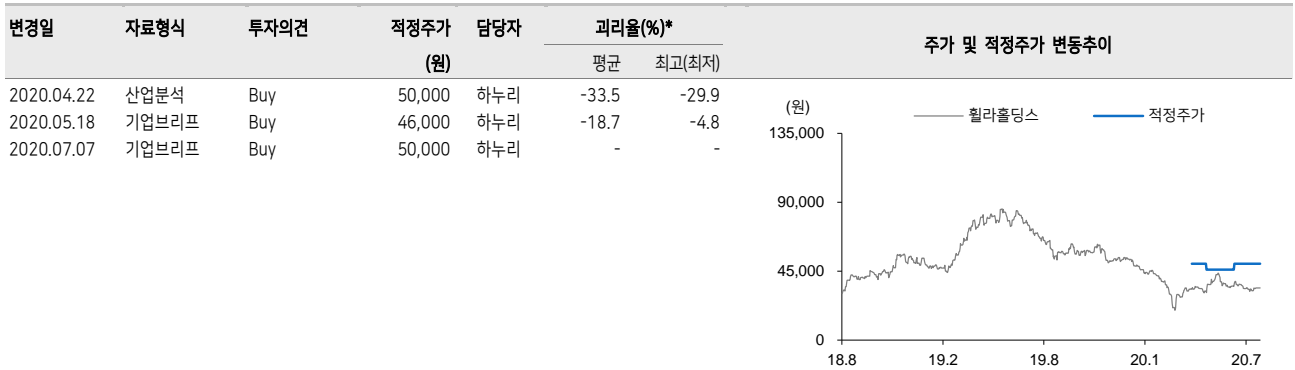 변경일 자료형식 투자의견 적정주가 담당자 괴리율(%)*
(원) 평균 최고(최저)
2020.04.22 산업분석 Buy 50,000 하누리 -33.5 -29.9
2020.05.18 기업브리프 Buy 46,000 하누리 -18.7 -4.8
2020.07.07 기업브리프 Buy 50,000 하누리 - -
주가 및 적정주가 변동추이
(원) 휠라홀딩스 적정주가
135,000
90,000
45,000
0
18.8 19.2 19.8 20.1 20.7